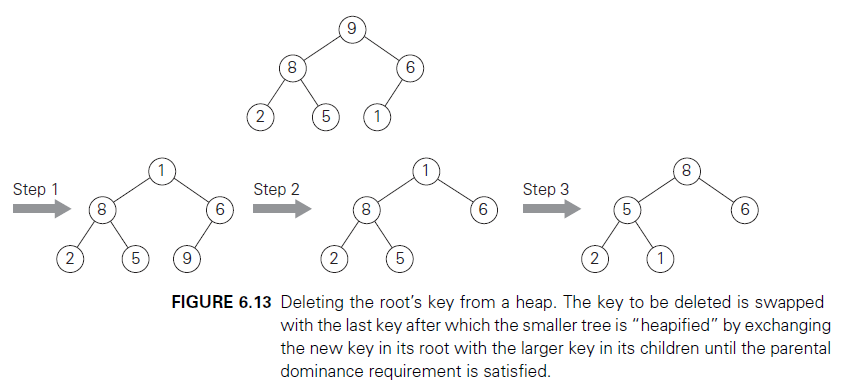 9
8 6
2 5 1
Step 1
1
8 6
2 5 9
Step 2
1
8 6
2 5
Step 3
8
5 6
2 1
FIGURE 6.13 Deleting the root's key from a heap. The key to be deleted is swapped
with the last key after which the smaller tree is “heapified” by exchanging
the new key in its root with the larger key in its children until the parental
dominance requirement is satisfied.